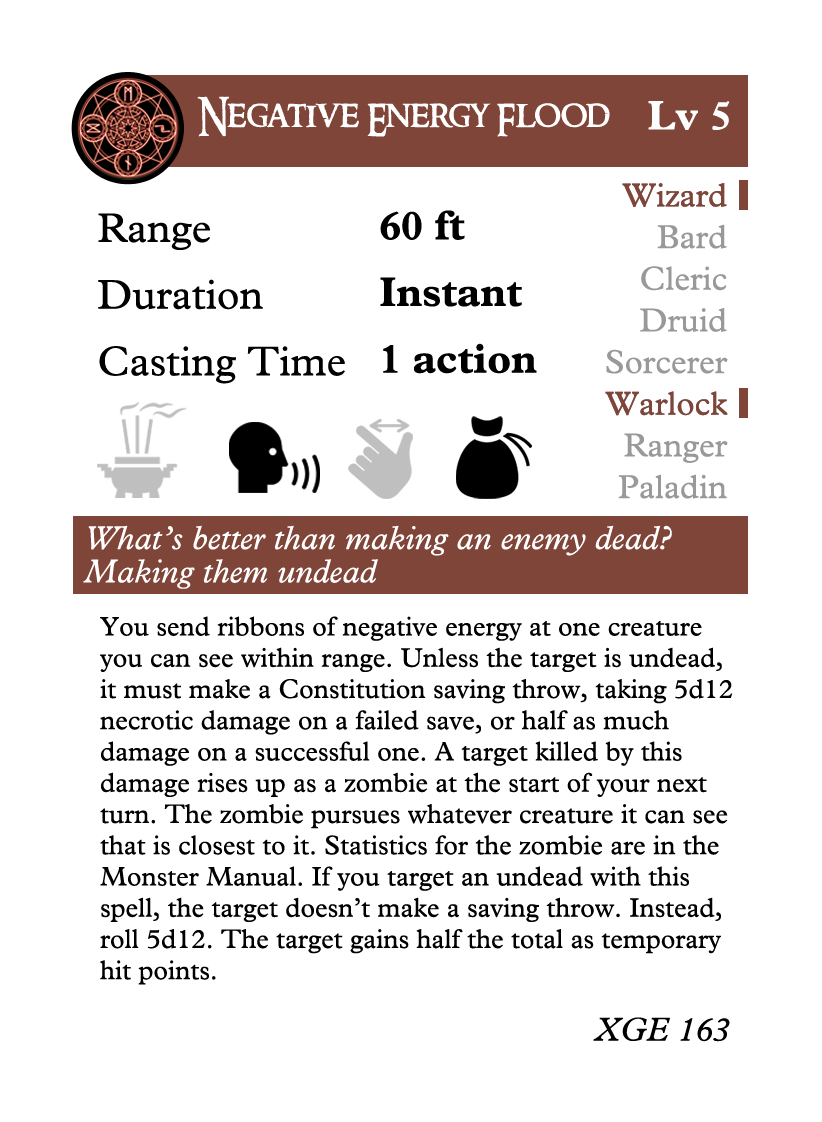 Negative Energy Flood Lv 5
Range 60 ft
Duration Instant
Casting Time 1 action
Wizard
Bard
Cleric
Druid
Sorcerer
Warlock
Ranger
Paladin
What's better than making an enemy dead?
Making them undead
You send ribbons of negative energy at one creature
you can see within range. Unless the target is undead,
it must make a Constitution saving throw, taking 5d12
necrotic damage on a failed save, or half as much
damage on a successful one. A target killed by this
damage rises up as a zombie at the start of your next
turn. The zombie pursues whatever creature it can see
that is closest to it. Statistics for the zombie are in the
Monster Manual. If you target an undead with this
spell, the target doesn't make a saving throw. Instead,
roll 5d12. The target gains half the total as temporary
hit points.
XGE 163